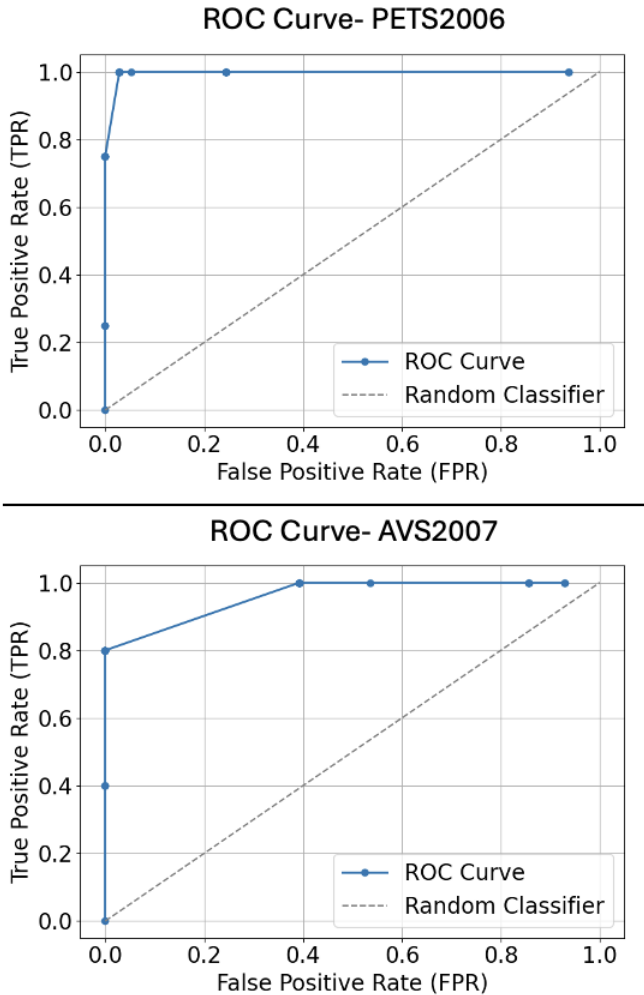 ROC Curve- PETS2006
1.0
0.8
0.6
0.4
0.2
0.0
True Positive Rate (TPR)
ROC Curve
Random Classifier
0.0 0.2 0.4 0.6 0.8 1.0
False Positive Rate (FPR)
ROC Curve- AVS2007
1.0
0.8
0.6
0.4
0.2
0.0
True Positive Rate (TPR)
ROC Curve
Random Classifier
0.0 0.2 0.4 0.6 0.8 1.0
False Positive Rate (FPR)